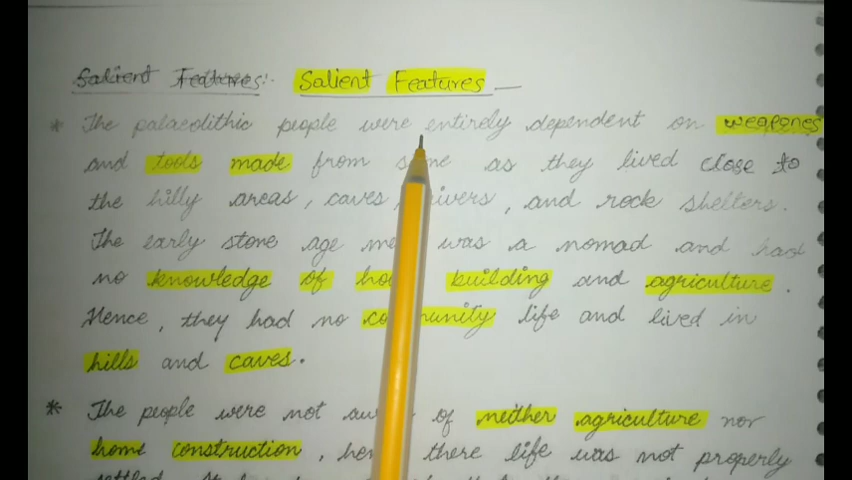 Salient Features:. Salient Features
* The palaeolithic people were entirely dependent on weapones
and tools made from as they lived close to
the hilly areas, caves, rivers, and rock shelters.
The early stone age was a nomad and had
no knowledge of building and agriculture.
Hence, they had no community life and lived in
hills and caves.
* The people were not of neither agriculture nor
home construction, there life was not properly